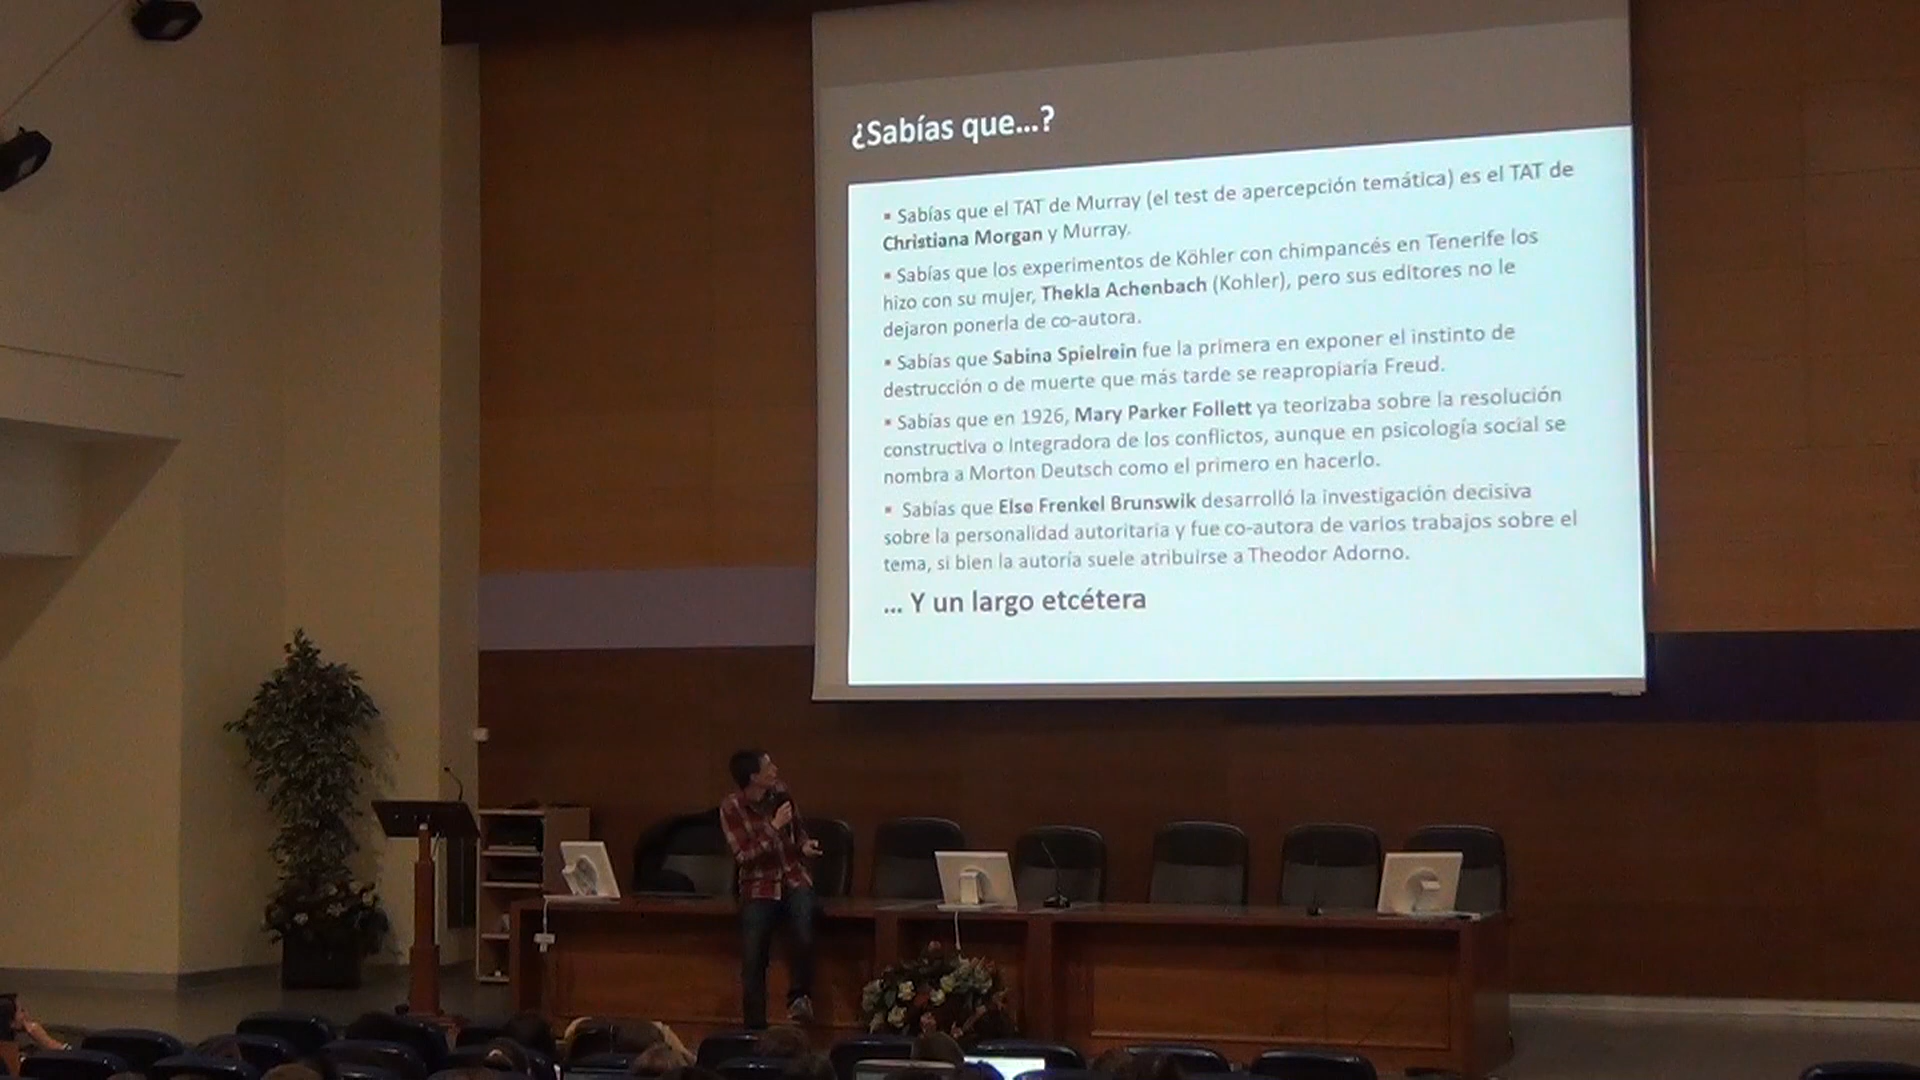 ¿Sabías que...?
▪ Sabías que el TAT de Murray (el test de apercepción temática) es el TAT de
Christiana Morgan y Murray.
▪ Sabías que los experimentos de Köhler con chimpancés en Tenerife los
hizo con su mujer, Thekla Achenbach (Kohler), pero sus editores no le
dejaron ponerla de co-autora.
▪ Sabías que Sabina Spielrein fue la primera en exponer el instinto de
destrucción o de muerte que más tarde se reapropiaría Freud.
▪ Sabías que en 1926, Mary Parker Follett ya teorizaba sobre la resolución
constructiva o integradora de los conflictos, aunque en psicología social se
nombra a Morton Deutsch como el primero en hacerlo.
▪ Sabías que Else Frenkel Brunswik desarrolló la investigación decisiva
sobre la personalidad autoritaria y fue co-autora de varios trabajos sobre el
tema, si bien la autoría suele atribuirse a Theodor Adorno.
... Y un largo etcétera